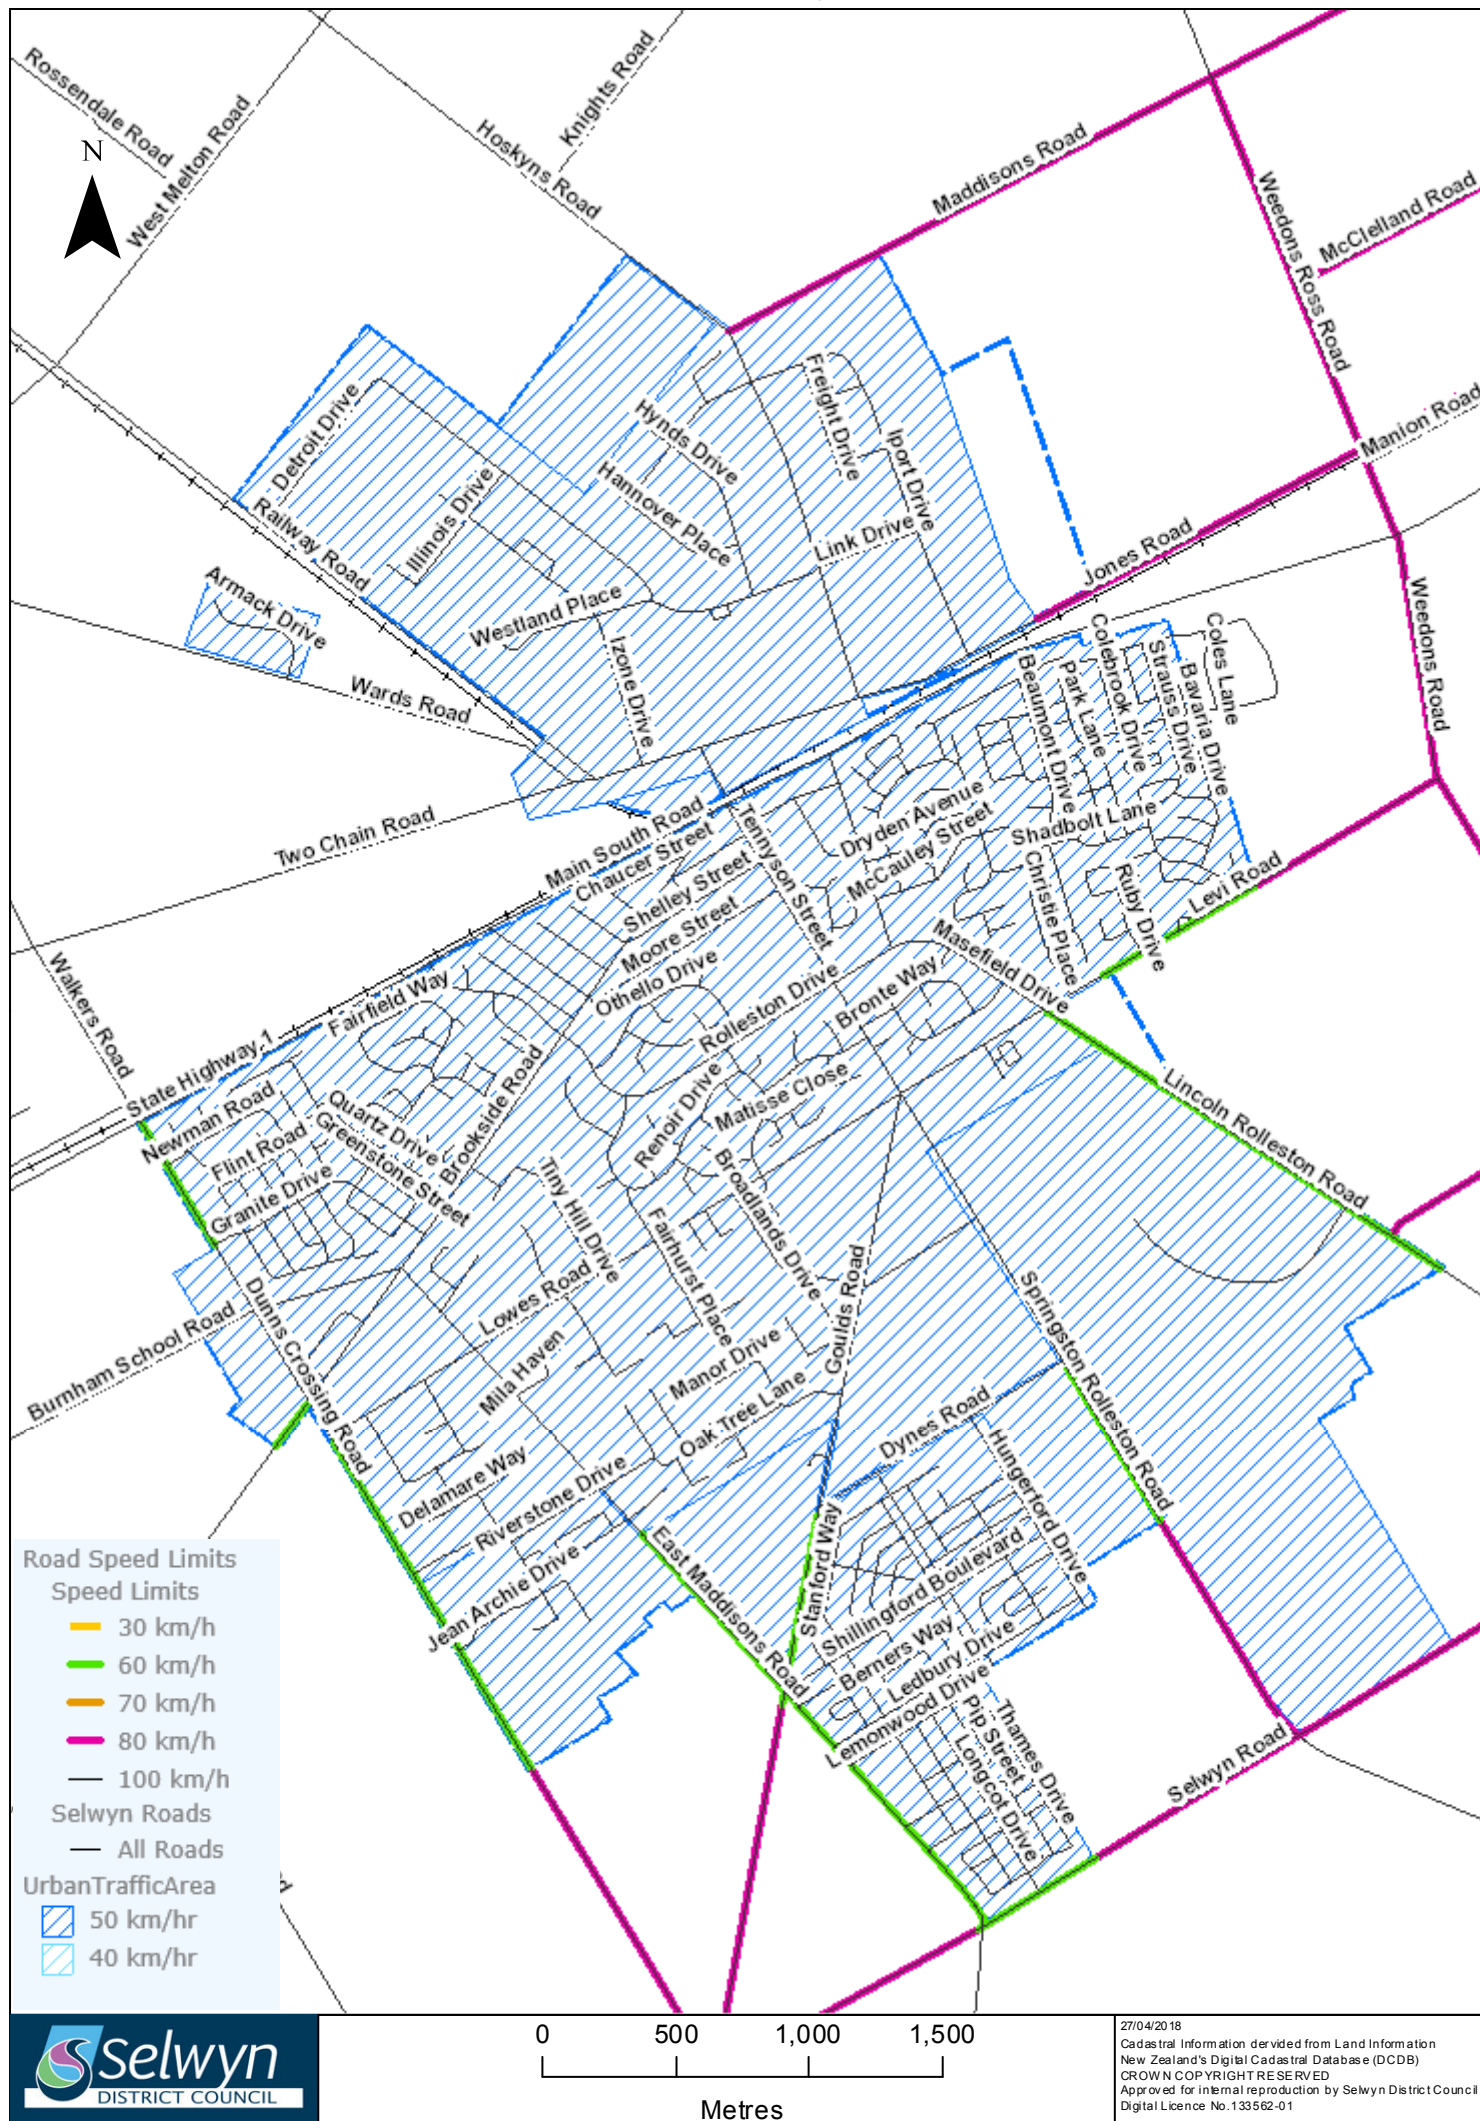 Rossendale Road
West Melton Road
Knights Road
Hoskyns Road
N
Maddisons Road
Weedons Ross Road
McClelland Road
Manion Road
Detroit Drive
Hynds Drive
Freight Drive
Iport Drive
Hannover Place
Illinois Drive
Railway Road
Link Drive
Jones Road
Armack Drive
Westland Place
Izone Drive
Wards Road
Weedons Road
Coles Lane
Colebrook Drive
Strauss Drive
Bavaria Drive
Park Lane
Beaumont Drive
Two Chain Road
Main South Road
Chaucer Street
Tennyson Street
Dryden Avenue
McCauley Street
Shadbolt Lane
Shelley Street
Moore Street
Othello Drive
Christie Place
Ruby Drive
Levi Road
Masefield Drive
Walkers Road
Fairfield Way
Rolleston Drive
Bronte Way
State Highway 1
Newman Road
Flint Road
Granite Drive
Quartz Drive
Greenstone Street
Brookside Road
Renoir Drive
Matisse Close
Lincoln Rolleston Road
Broadlands Drive
Tiny Hill Drive
Fairhurst Place
Goulds Road
Springston Rolleston Road
Lowes Road
Dunns Crossing Road
Burnham School Road
Mila Haven
Manor Drive
Oak Tree Lane
Dynes Road
Hungerford Drive
Delamare Way
Riverstone Drive
Jean Archie Drive
East Maddisons Road
Stanford Way
Shillingford Boulevard
Berners Way
Ledbury Drive
Lemonwood Drive
Thames Drive
Pip Street
Longcot Drive
Selwyn Road
Road Speed Limits
Speed Limits
30 km/h
60 km/h
70 km/h
80 km/h
100 km/h
Selwyn Roads
All Roads
UrbanTrafficArea
50 km/hr
40 km/hr
Selwyn
DISTRICT COUNCIL
0 500 1,000 1,500
Metres
27/04/2018
Cadastral Information dervided from Land Information
New Zealand's Digital Cadastral Database (DCDB)
CROWN COPYRIGHT RESERVED
Approved for internal reproduction by Selwyn District Council
Digital Licence No. 133562-01